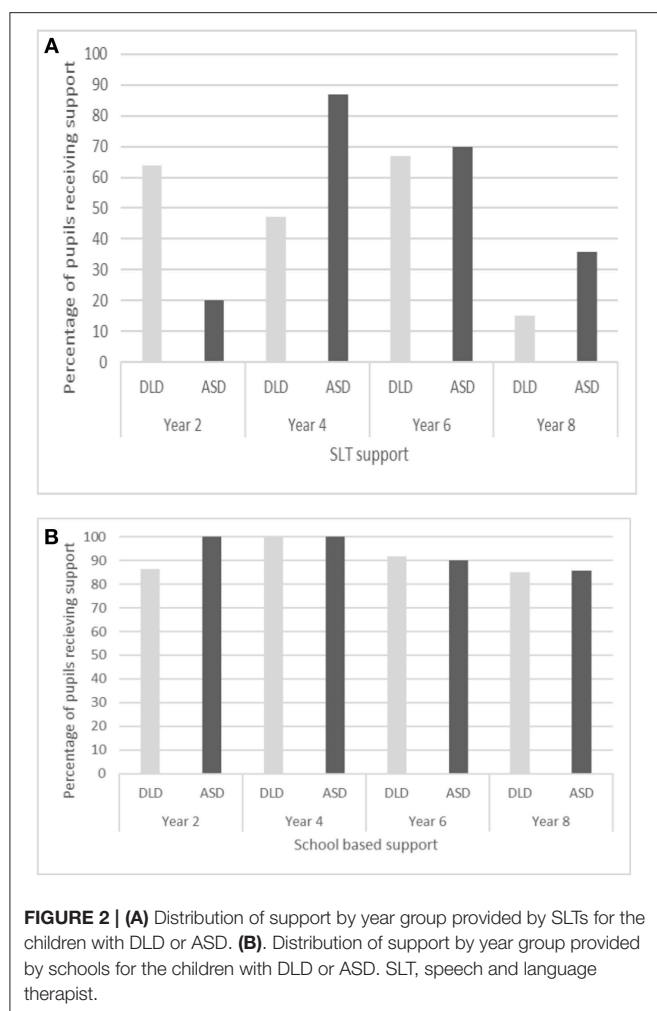 A
Percentage of pupils receiving support
100
90
80
70
60
50
40
30
20
10
0
DLD ASD DLD ASD DLD ASD DLD ASD
Year 2 Year 4 Year 6 Year 8
SLT support
B
Percentage of pupils recieving support
100
90
80
70
60
50
40
30
20
10
0
DLD ASD DLD ASD DLD ASD DLD ASD
Year 2 Year 4 Year 6 Year 8
School based support
FIGURE 2 | (A) Distribution of support by year group provided by SLTs for the
children with DLD or ASD. (B). Distribution of support by year group provided
by schools for the children with DLD or ASD. SLT, speech and language
therapist.